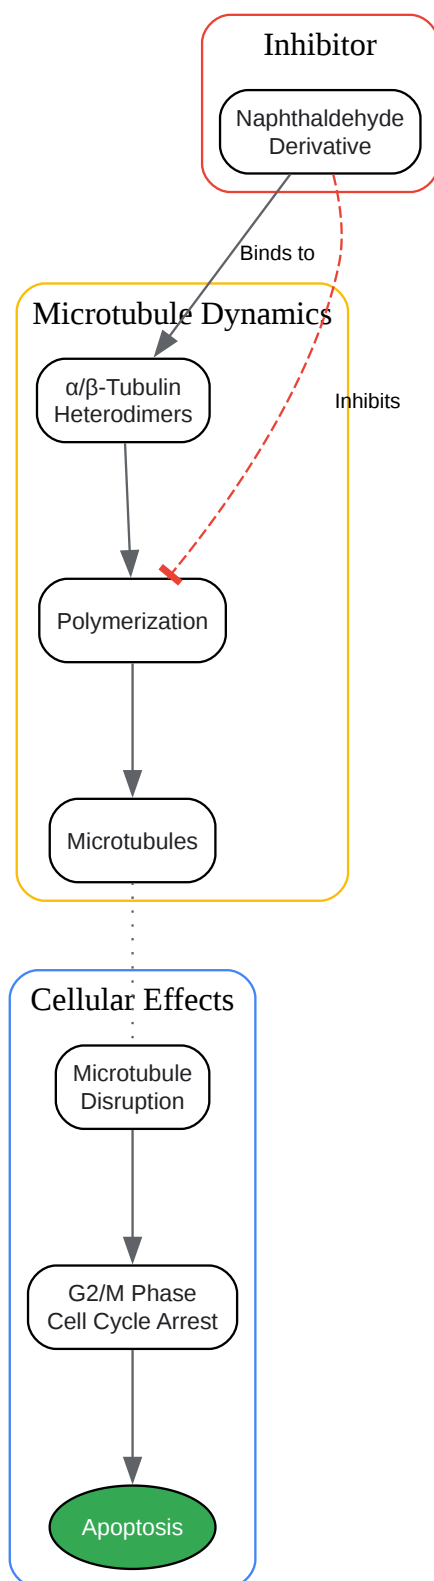 Inhibitor
Naphthaldehyde
Derivative
Binds to
Microtubule Dynamics
α/β-Tubulin
Heterodimers
Inhibits
Polymerization
Microtubules
Cellular Effects
Microtubule
Disruption
G2/M Phase
Cell Cycle Arrest
Apoptosis